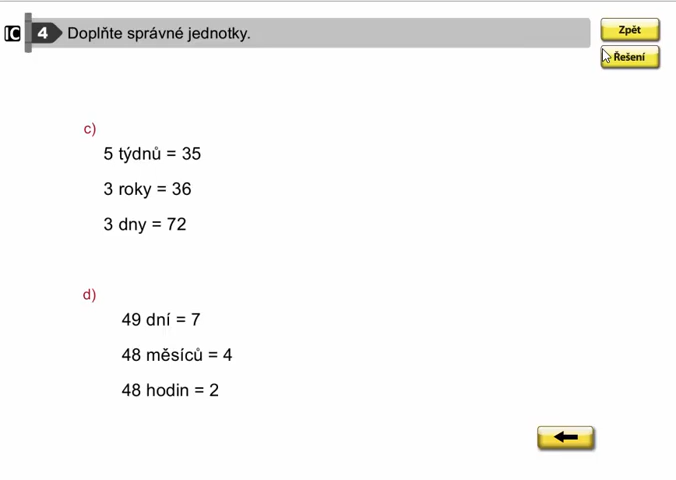 IC 4 Doplňte správné jednotky.
Zpět
Řešení
c)
5 týdnů = 35
3 roky = 36
3 dny = 72
d)
49 dní = 7
48 měsíců = 4
48 hodin = 2